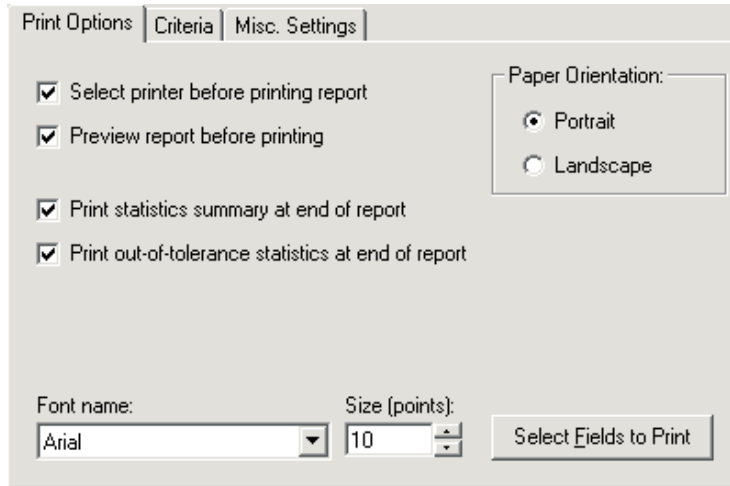 Print Options
Criteria
Misc. Settings
Select printer before printing report
Preview report before printing
Paper Orientation:
Portrait
Landscape
Print statistics summary at end of report
Print out-of-tolerance statistics at end of report
Font name:
Arial
Size (points):
10
Select Fields to Print